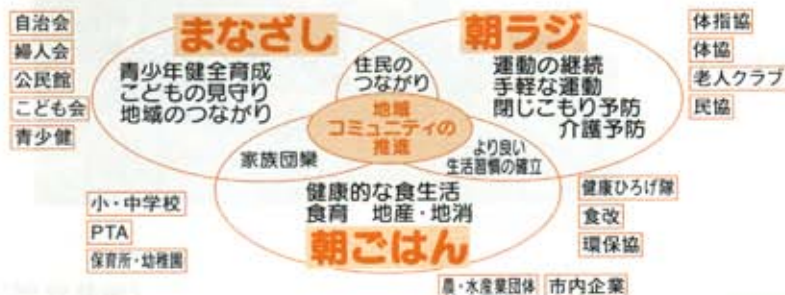 自治会
婦人会
公民館
こども会
青少健
まなざし
青少年健全育成
こどもの見守り
地域のつながり
住民の
つながり
朝ラジ
運動の継続
手軽な運動
閉じこもり予防
介護予防
体指協
体協
老人クラブ
民協
地域
コミュニティの
推進
家族団欒
より良い
生活習慣の確立
健康的な食生活
食育 地産・地消
朝ごはん
小・中学校
PTA
保育所・幼稚園
健康ひろげ隊
食改
環保協
農・水産業団体
市内企業